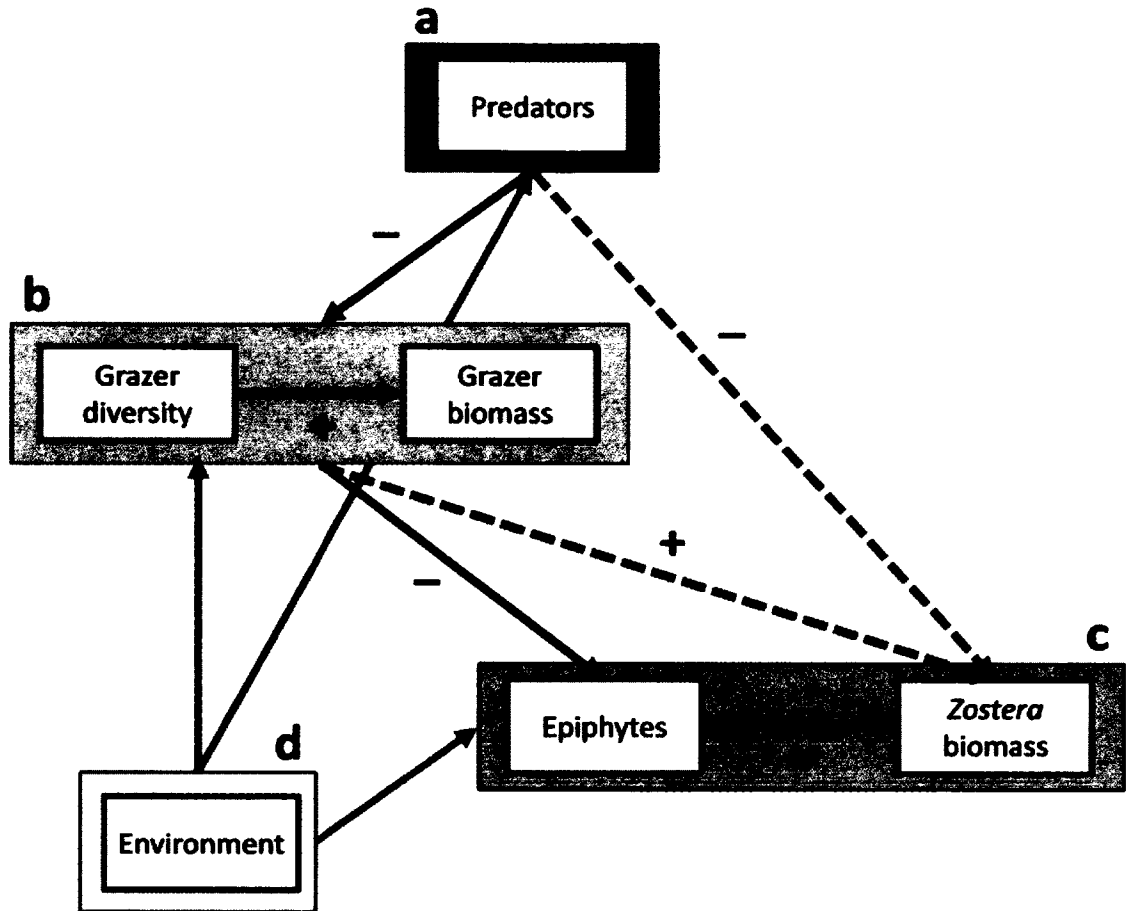 a
Predators
−
b
−
Grazer
diversity
Grazer
biomass
+
−
c
Epiphytes
Zostera
biomass
d
Environment